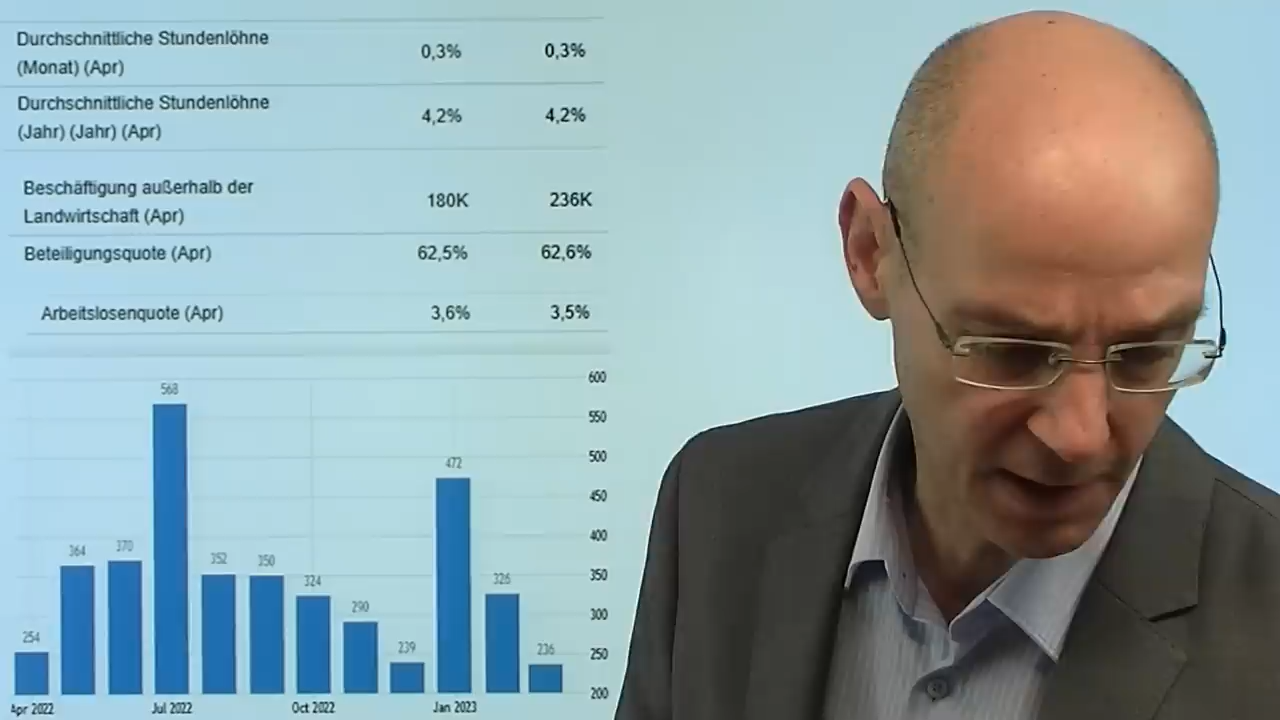 Durchschnittliche Stundenlöhne
(Monat) (Apr)
0,3% 0,3%
Durchschnittliche Stundenlöhne
(Jahr) (Jahr) (Apr)
4,2% 4,2%
Beschäftigung außerhalb der
Landwirtschaft (Apr)
180K 236K
Beteiligungsquote (Apr) 62,5% 62,6%
Arbeitslosenquote (Apr) 3,6% 3,5%
600
568
550
500
472
450
400
364 370 352 350
350
324 326
300
290
254 239 236
250
200
Apr 2022 Jul 2022 Oct 2022 Jan 2023